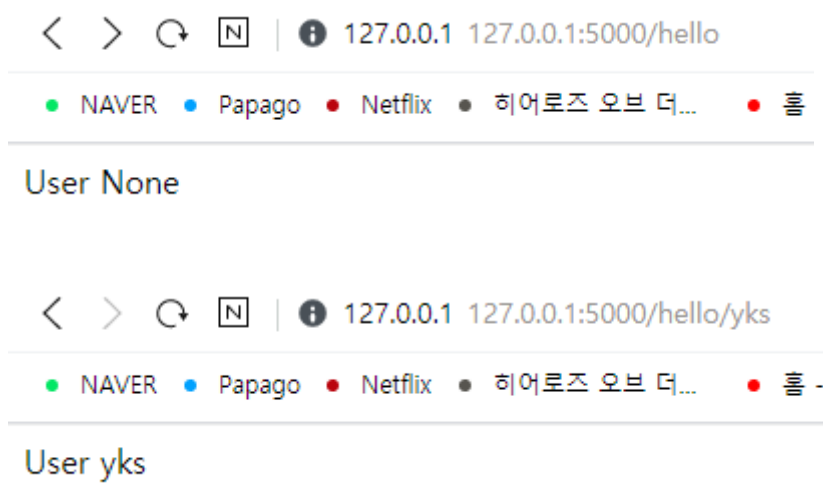 N 127.0.0.1 127.0.0.1:5000/hello
NAVER Papago Netflix 히어로즈 오브 더... 홈
User None
N 127.0.0.1 127.0.0.1:5000/hello/yks
NAVER Papago Netflix 히어로즈 오브 더... 홈 -
User yks